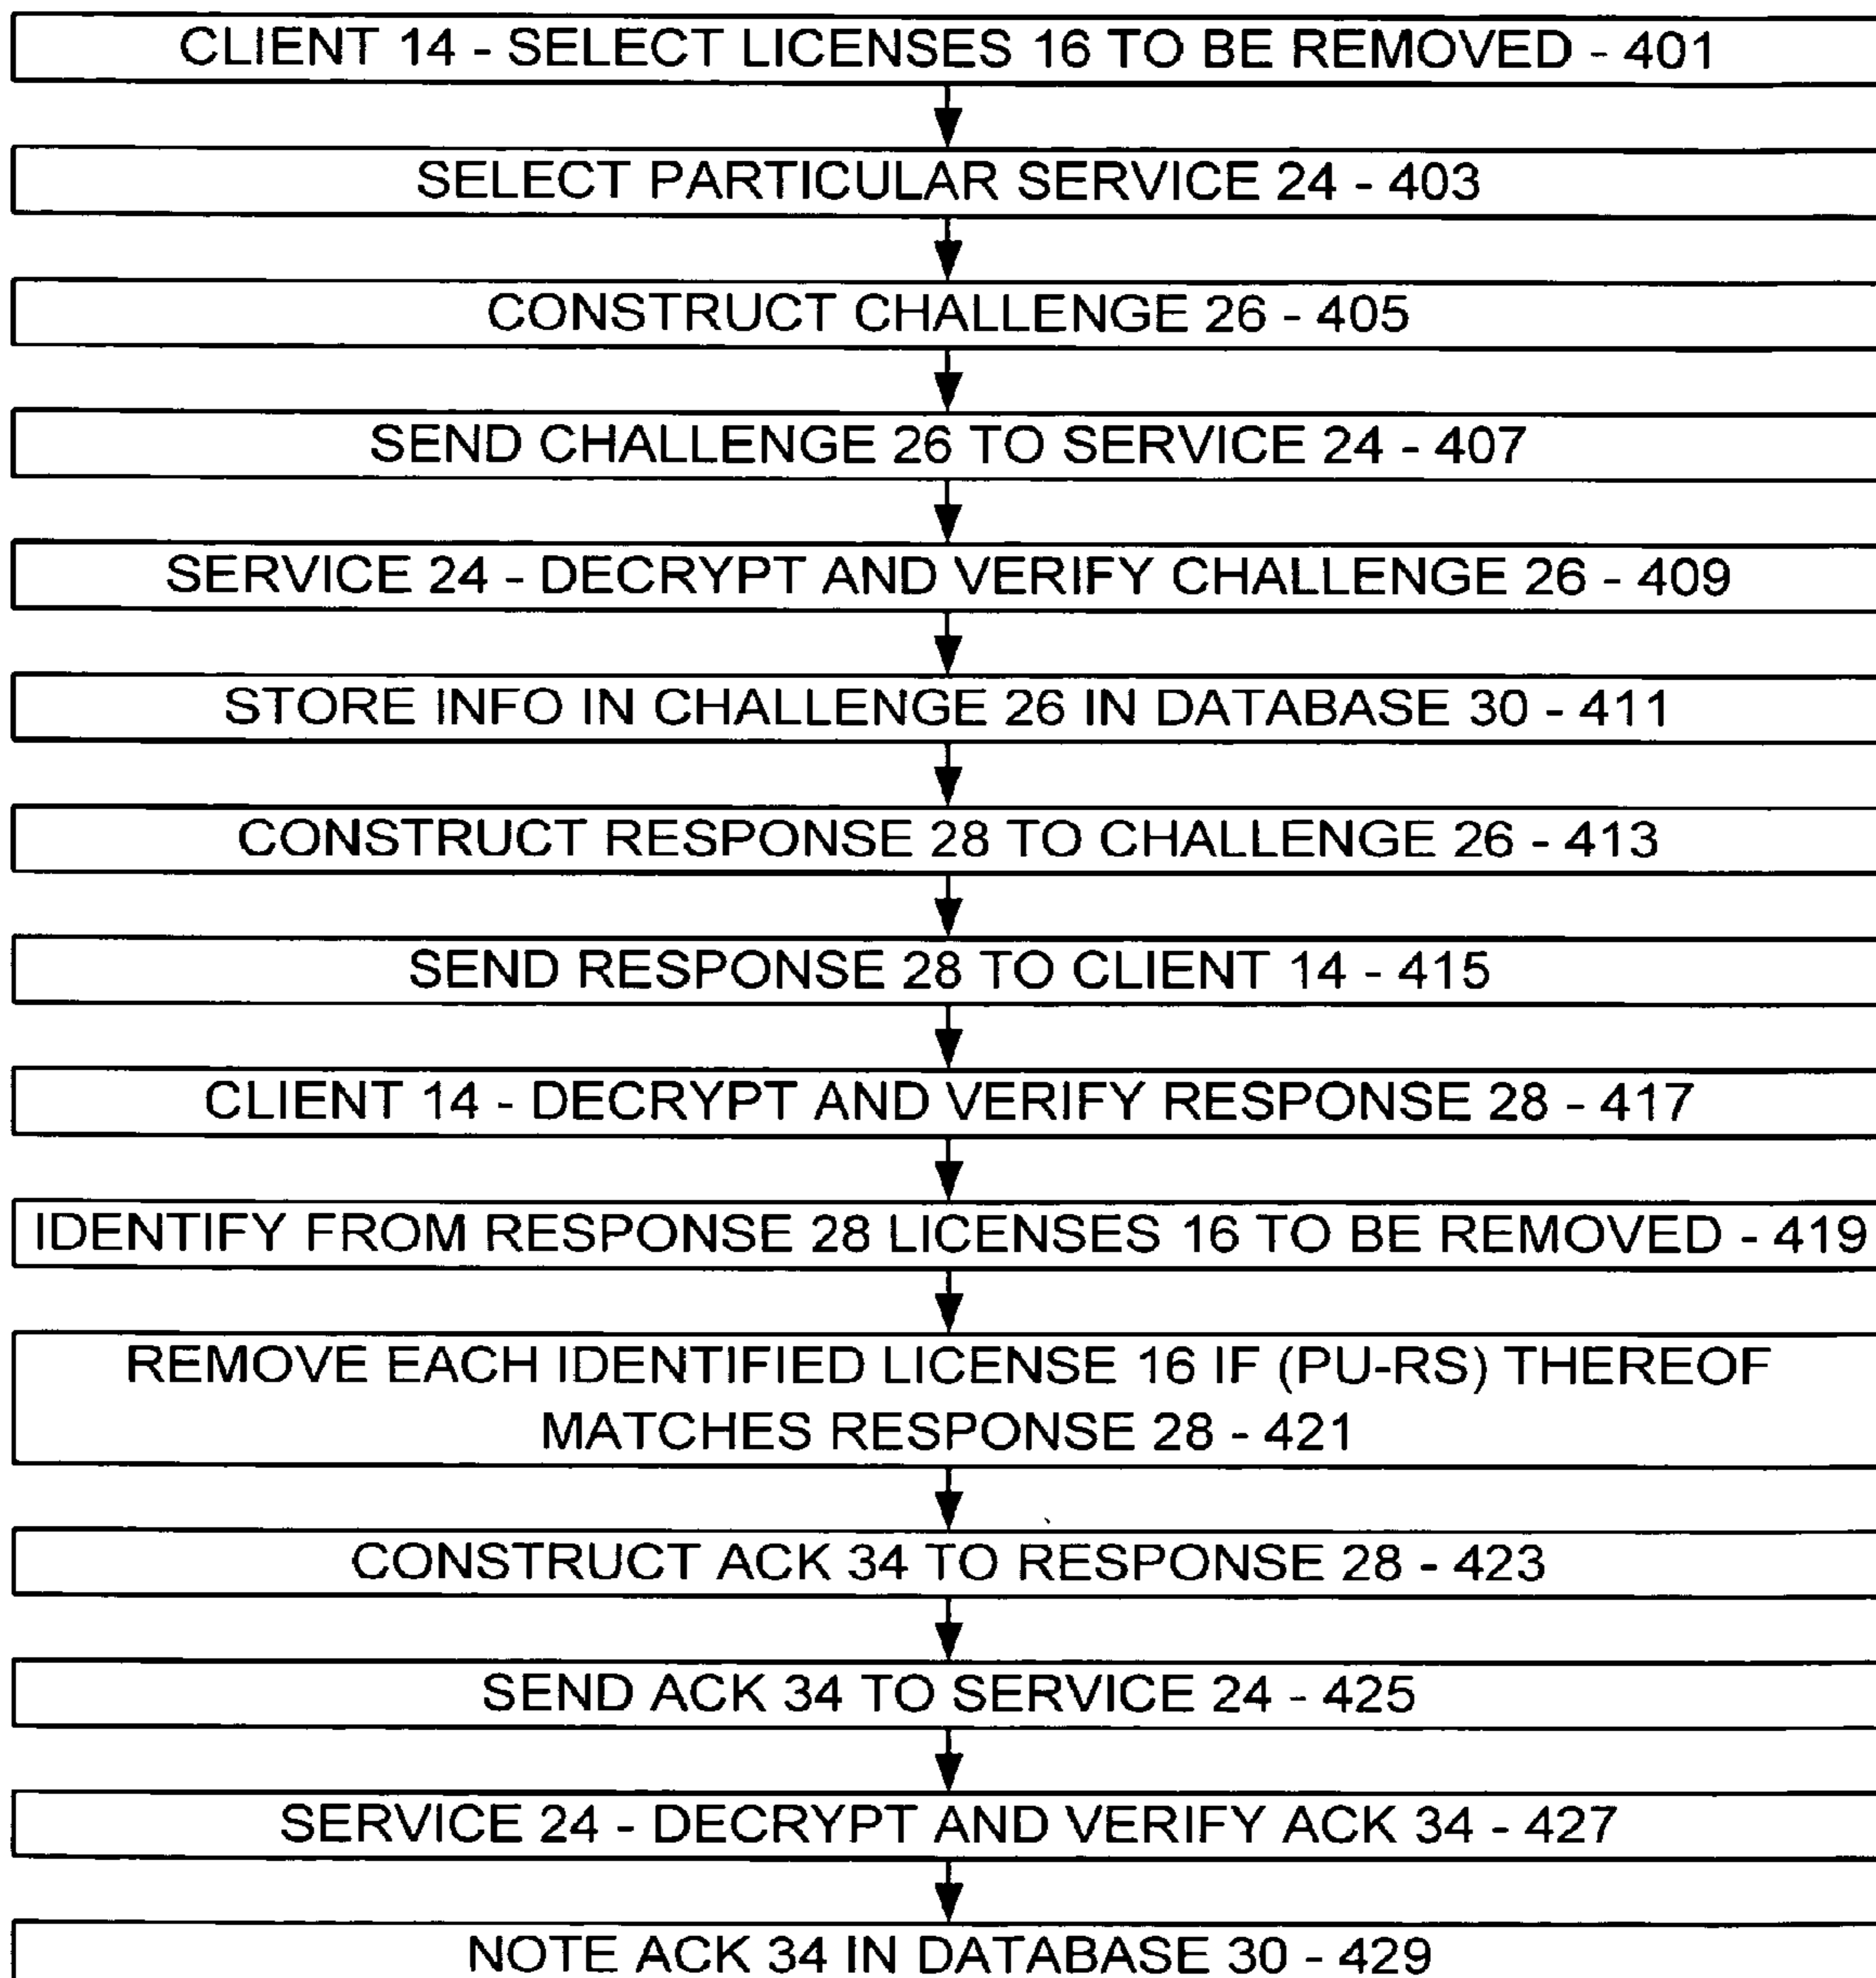 CLIENT 14 - SELECT LICENSES 16 TO BE REMOVED - 401
SELECT PARTICULAR SERVICE 24 - 403
CONSTRUCT CHALLENGE 26 - 405
SEND CHALLENGE 26 TO SERVICE 24 - 407
SERVICE 24 - DECRYPT AND VERIFY CHALLENGE 26 - 409
STORE INFO IN CHALLENGE 26 IN DATABASE 30 - 411
CONSTRUCT RESPONSE 28 TO CHALLENGE 26 - 413
SEND RESPONSE 28 TO CLIENT 14 - 415
CLIENT 14 - DECRYPT AND VERIFY RESPONSE 28 - 417
IDENTIFY FROM RESPONSE 28 LICENSES 16 TO BE REMOVED - 419
REMOVE EACH IDENTIFIED LICENSE 16 IF (PU-RS) THEREOF
MATCHES RESPONSE 28 - 421
CONSTRUCT ACK 34 TO RESPONSE 28 - 423
SEND ACK 34 TO SERVICE 24 - 425
SERVICE 24 - DECRYPT AND VERIFY ACK 34 - 427
NOTE ACK 34 IN DATABASE 30 - 429